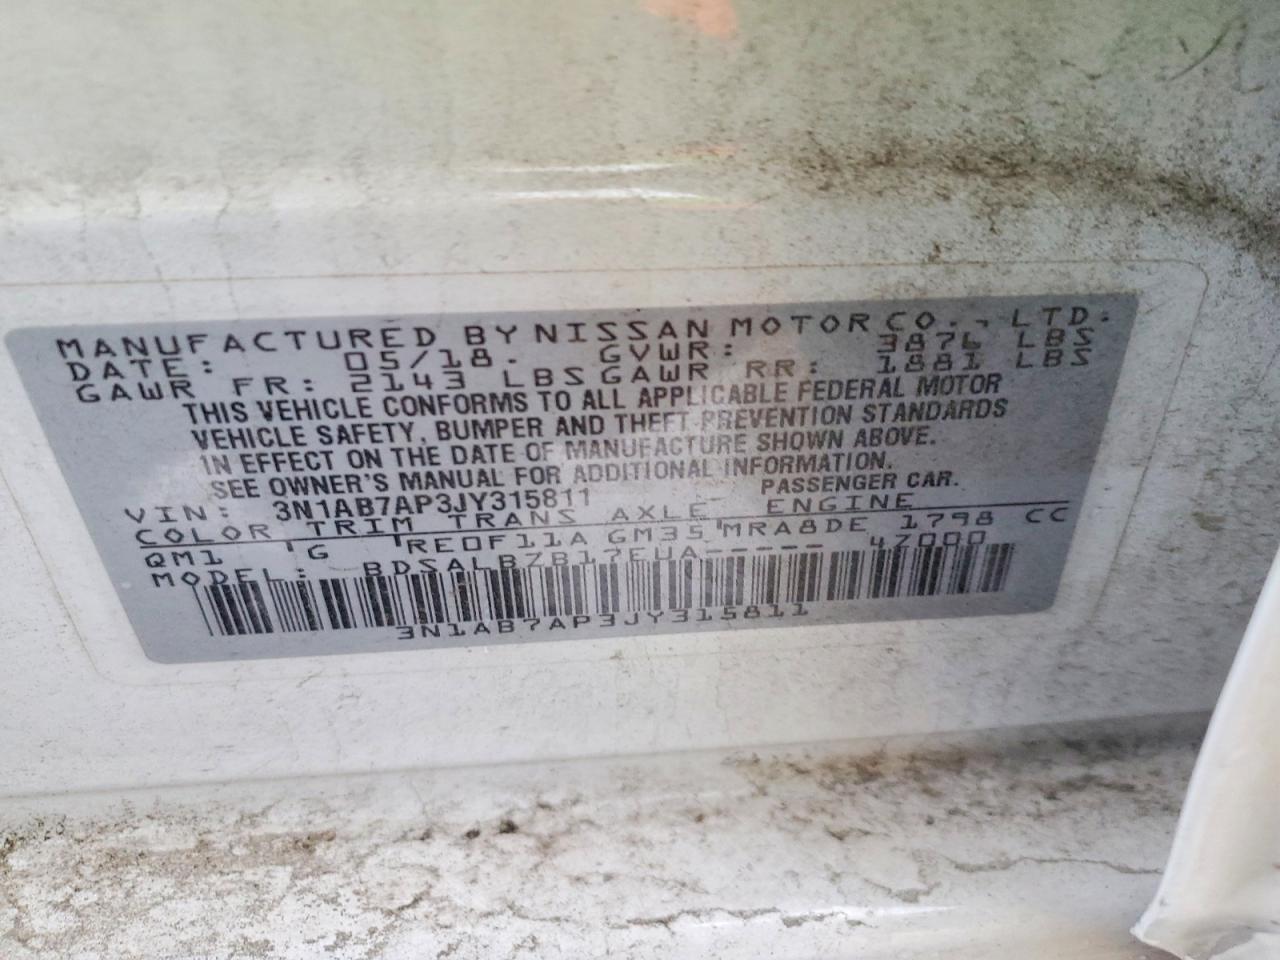 MANUFACTURED BY NISSAN MOTOR CO., LTD.
DATE: 05/18. GVWR: 3876 LBS
GAWR FR: 2143 LBS GAWR RR: 1881 LBS
THIS VEHICLE CONFORMS TO ALL APPLICABLE FEDERAL MOTOR
VEHICLE SAFETY, BUMPER AND THEFT PREVENTION STANDARDS
IN EFFECT ON THE DATE OF MANUFACTURE SHOWN ABOVE.
SEE OWNER'S MANUAL FOR ADDITIONAL INFORMATION.
PASSENGER CAR.
VIN: 3N1AB7AP3JY315811
COLOR TRIM TRANS AXLE ENGINE
QM1 G RE0F11A GM35 MRA8DE 1798 CC
MODEL: BDSALBZB17EUA----- 47000
3N1AB7AP3JY315811